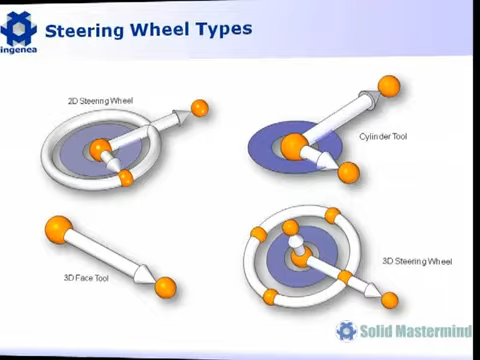 ingenea
Steering Wheel Types
2D Steering Wheel
Cylinder Tool
3D Face Tool
3D Steering Wheel
Solid Mastermind